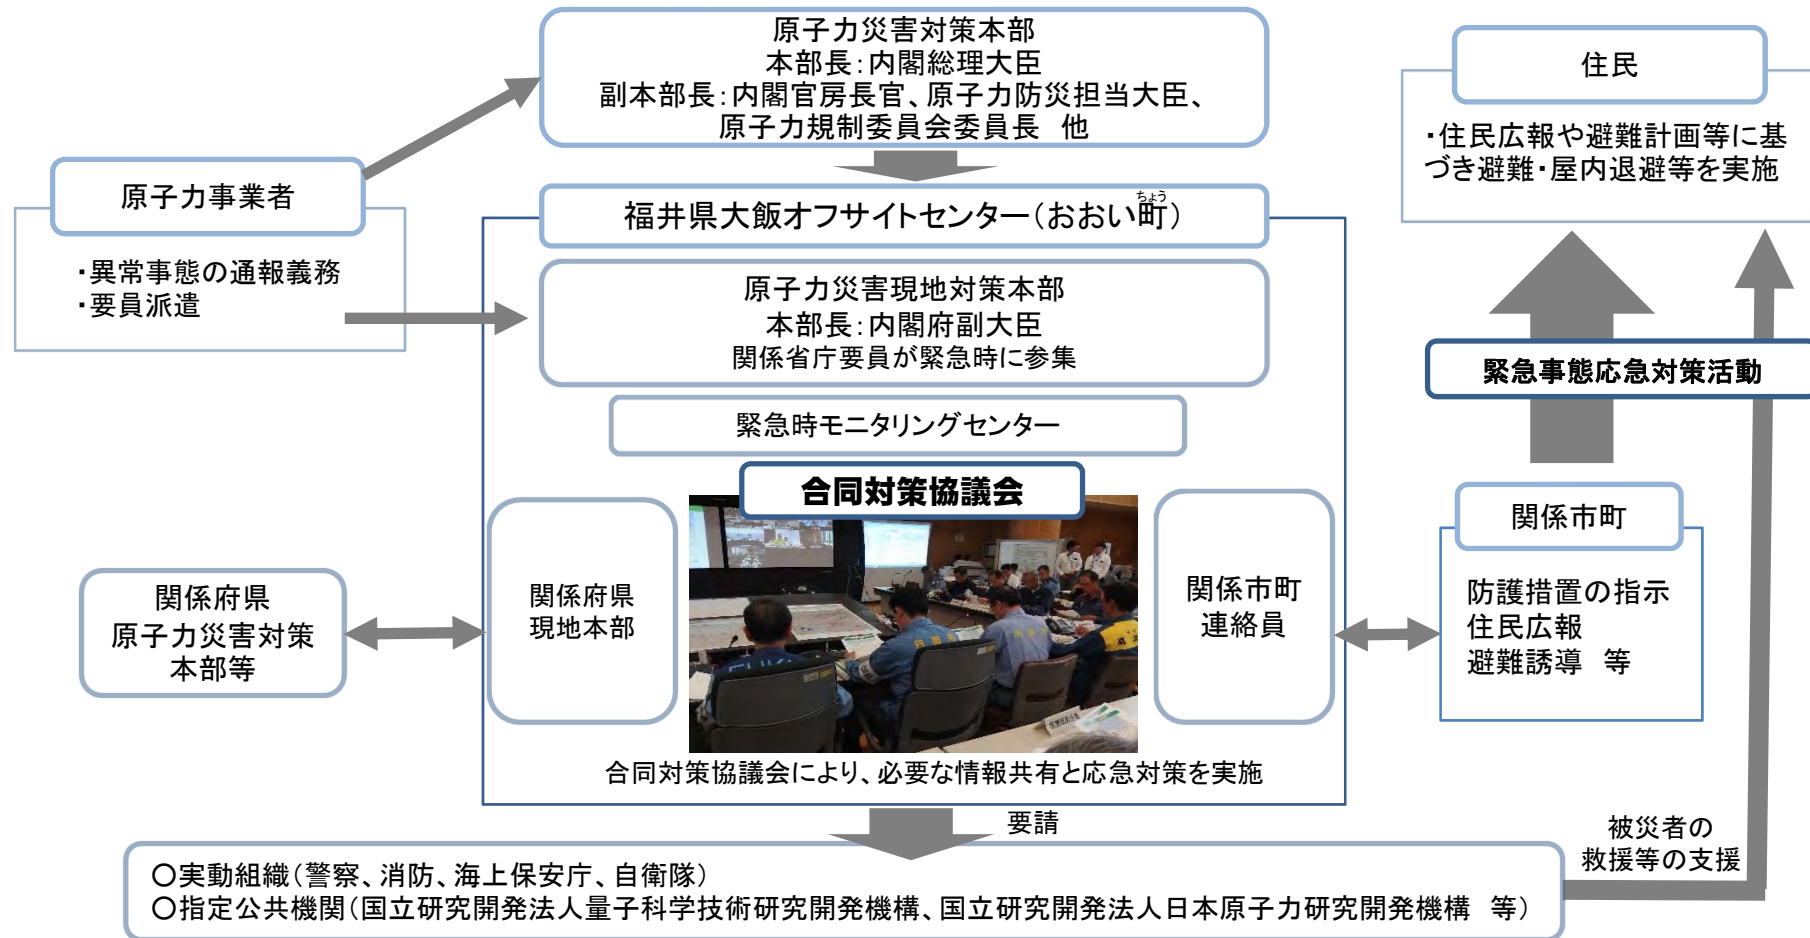 原子力災害対策本部
本部長:内閣総理大臣
副本部長:内閣官房長官、原子力防災担当大臣、
原子力規制委員会委員長 他
住民
・住民広報や避難計画等に基
づき避難・屋内退避等を実施
原子力事業者
・異常事態の通報義務
・要員派遣
ちょう
福井県大飯オフサイトセンター(おおい町)
原子力災害現地対策本部
本部長:内閣府副大臣
関係省庁要員が緊急時に参集
緊急時モニタリングセンター
合同対策協議会
関係府県
現地本部
関係市町
連絡員
合同対策協議会により、必要な情報共有と応急対策を実施
関係府県
原子力災害対策
本部等
緊急事態応急対策活動
関係市町
防護措置の指示
住民広報
避難誘導 等
要請
被災者の
救援等の支援
○実動組織(警察、消防、海上保安庁、自衛隊)
○指定公共機関(国立研究開発法人量子科学技術研究開発機構、国立研究開発法人日本原子力研究開発機構 等)